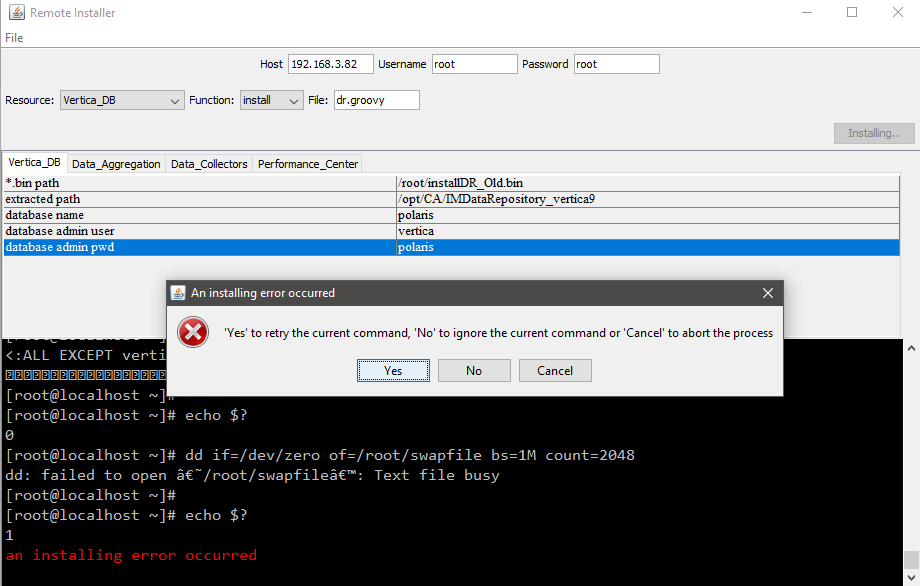 Remote Installer
File
Host 192.168.3.82 Username root Password root
Resource: Vertica_DB Function: install File: dr.groovy
Installing..
Vertica_DB Data_Aggregation Data_Collectors Performance_Center
*.bin path /root/installDR_Old.bin
extracted path /opt/CA/IMDataRepository_vertica9
database name polaris
database admin user vertica
database admin pwd polaris
An installing error occurred
'Yes' to retry the current command, 'No' to ignore the current command or 'Cancel' to abort the process
Yes No Cancel
<:ALL EXCEPT verti
[root@localhost ~]#
[root@localhost ~]# echo $?
0
[root@localhost ~]# dd if=/dev/zero of=/root/swapfile bs=1M count=2048
dd: failed to open â€˜/root/swapfileâ€™: Text file busy
[root@localhost ~]#
[root@localhost ~]# echo $?
1
an installing error occurred